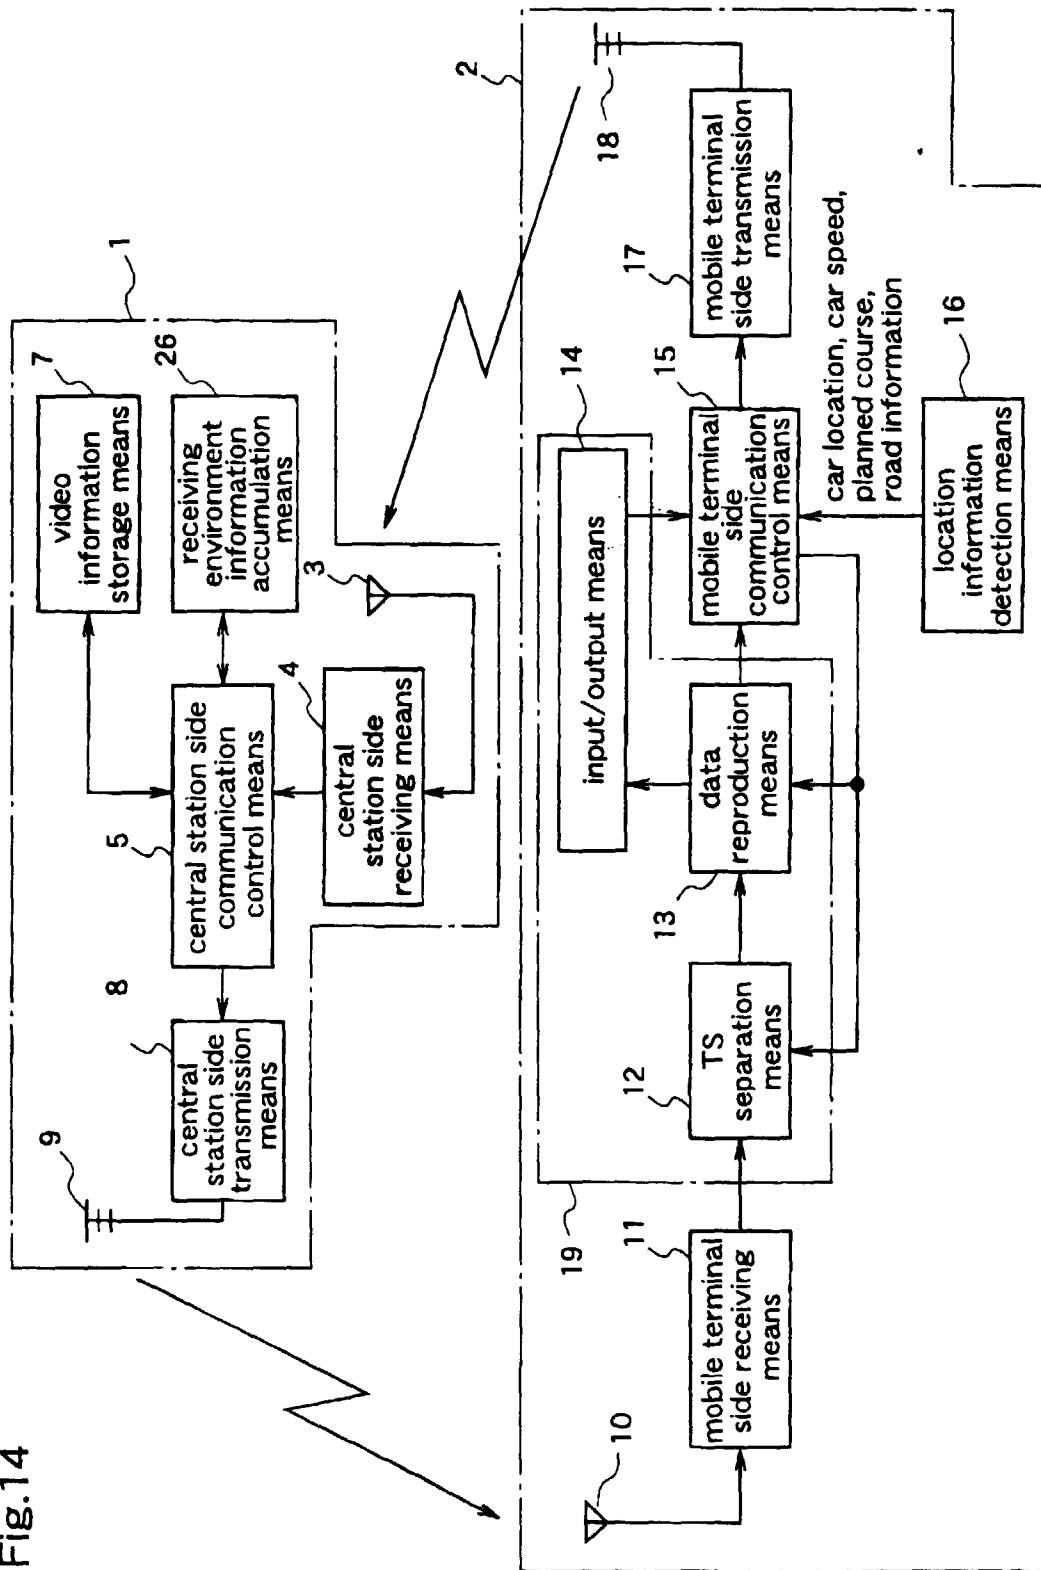 Fig.14
1
7
video
information
storage means
26
receiving
environment
information
accumulation
means
5
central station side
communication
control means
3
4
central
station side
receiving means
8
central
station side
transmission
means
9
2
10
11
mobile terminal
side receiving
means
19
12
TS
separation
means
13
data
reproduction
means
14
input/output means
15
mobile terminal
side
communication
control means
car location, car speed,
planned course,
road information
16
location
information
detection means
17
mobile terminal
side transmission
means
18